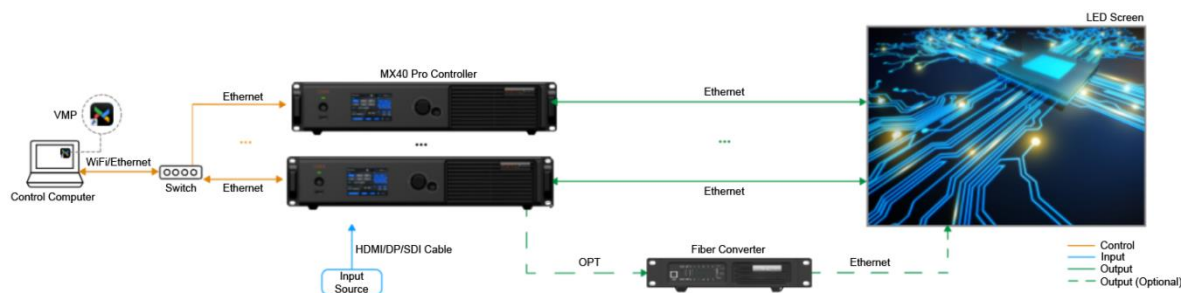 LED Screen
MX40 Pro Controller
Ethernet
Ethernet
VMP
...
...
...
WiFi/Ethernet
Control Computer
Switch
Ethernet
Ethernet
HDMI/DP/SDI Cable
Input
Source
OPT
Fiber Converter
Ethernet
Control
Input
Output
Output (Optional)